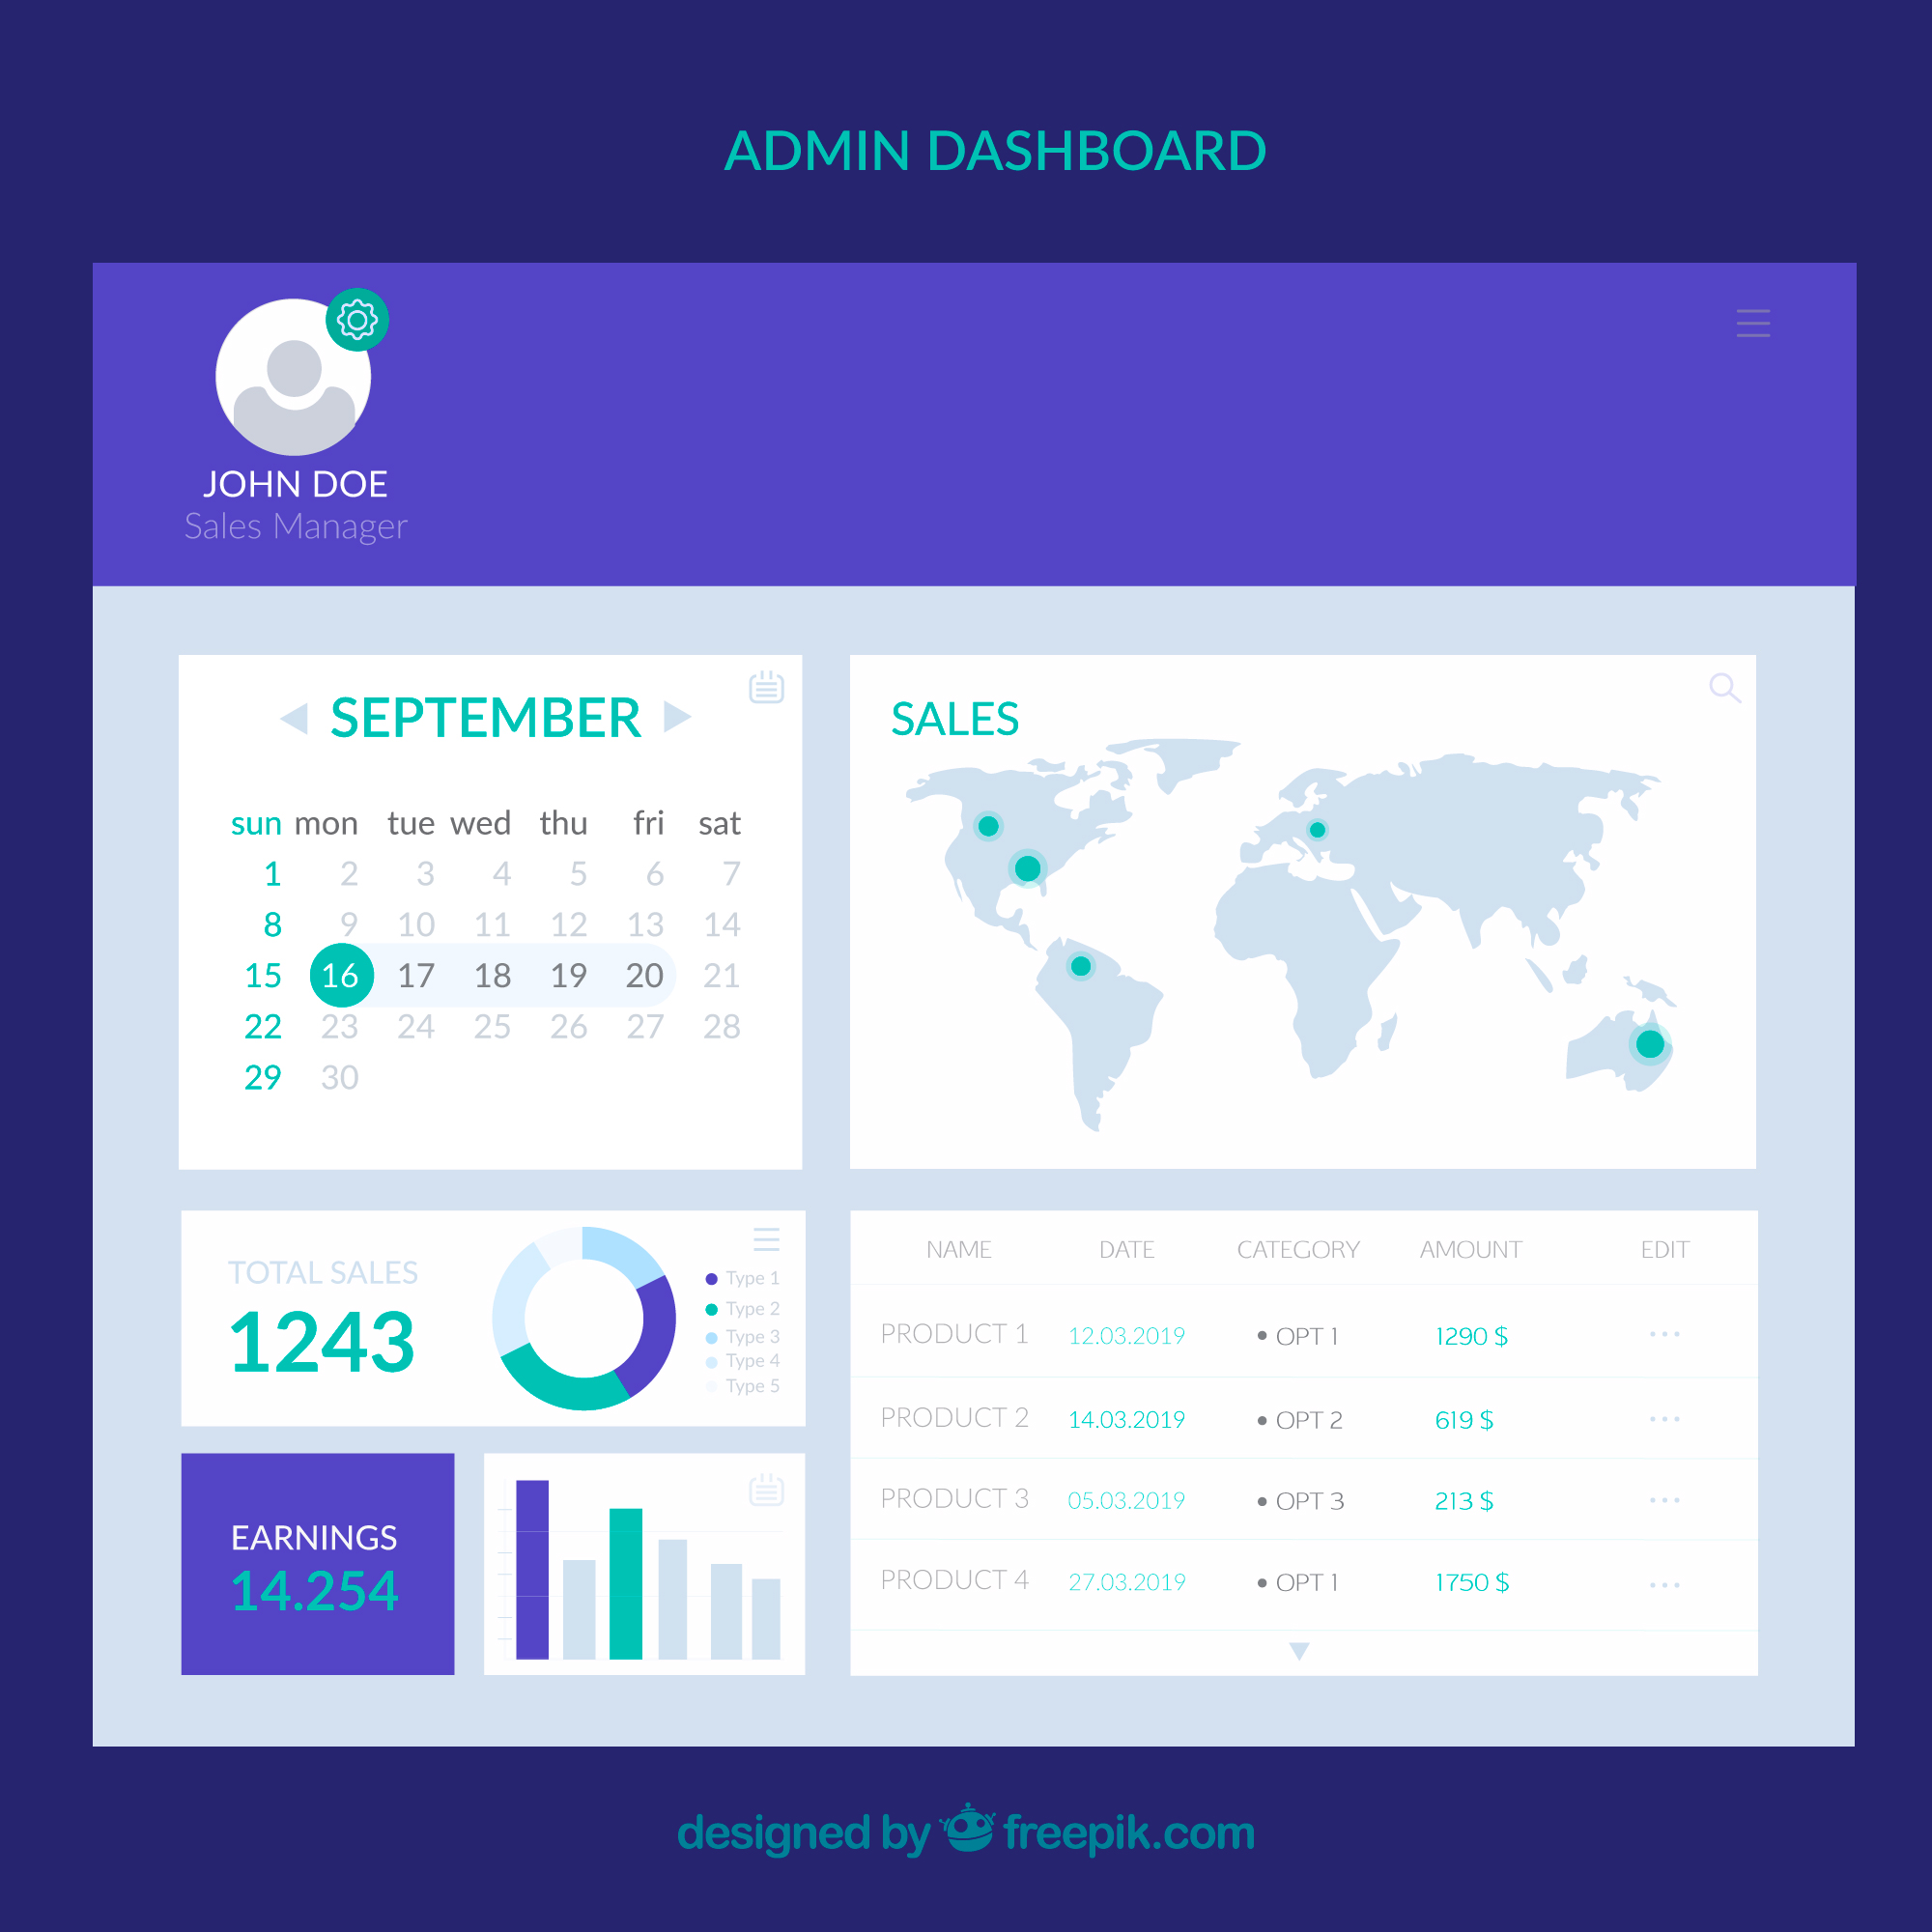 ADMIN DASHBOARD
JOHN DOE
Sales Manager
SEPTEMBER
sun mon tue wed thu fri sat
1 2 3 4 5 6 7
8 9 10 11 12 13 14
15 16 17 18 19 20 21
22 23 24 25 26 27 28
29 30
SALES
TOTAL SALES
1243
Type 1
Type 2
Type 3
Type 4
Type 5
EARNINGS
14.254
NAME DATE CATEGORY AMOUNT EDIT
PRODUCT 1 12.03.2019 • OPT 1 1290 $ ...
PRODUCT 2 14.03.2019 • OPT 2 619 $ ...
PRODUCT 3 05.03.2019 • OPT 3 213 $ ...
PRODUCT 4 27.03.2019 • OPT 1 1750 $ ...
designed by freepik.com